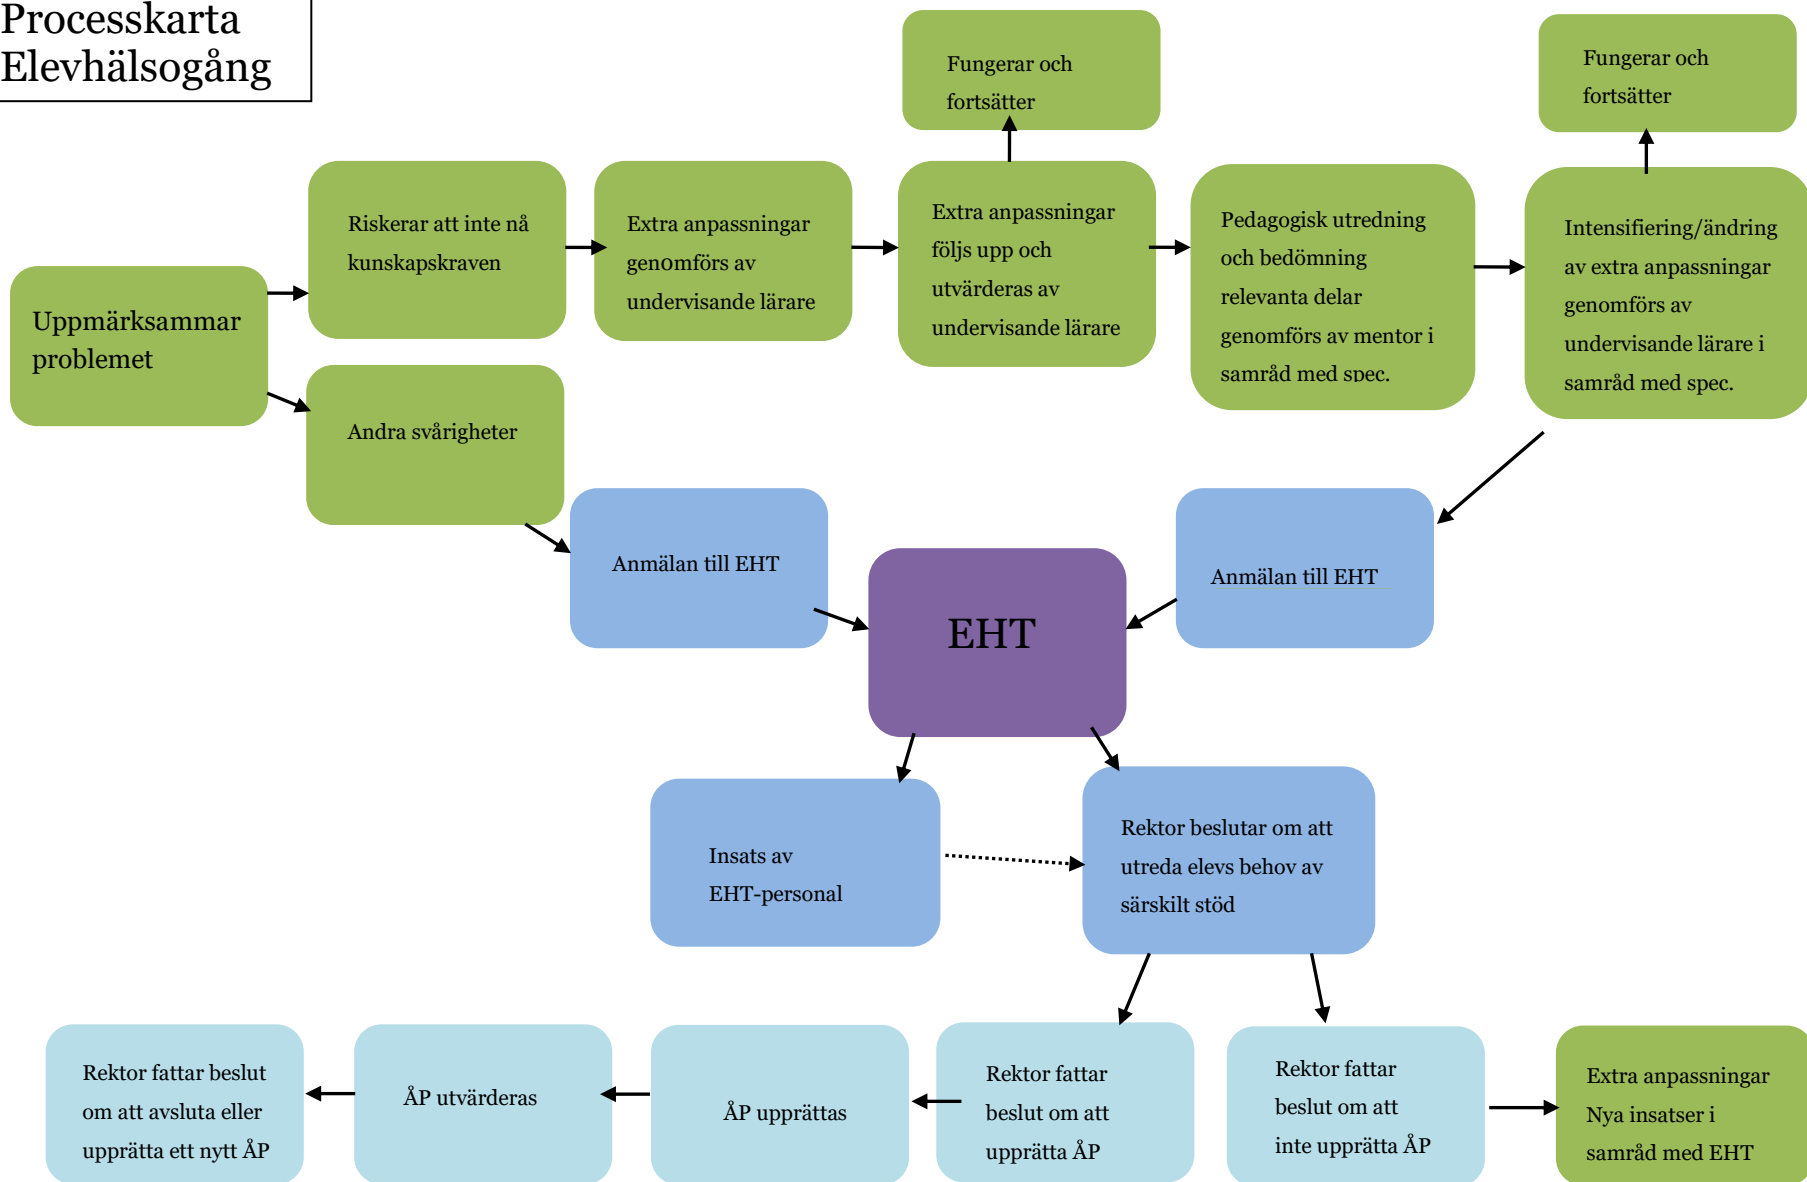 Processkarta
Elevhälsogång
Fungerar och
fortsätter
Fungerar och
fortsätter
Uppmärksammar
problemet
Riskerar att inte nå
kunskapskraven
Extra anpassningar
genomförs av
undervisande lärare
Extra anpassningar
följs upp och
utvärderas av
undervisande lärare
Pedagogisk utredning
och bedömning
relevanta delar
genomförs av mentor i
samråd med spec.
Intensifiering/ändring
av extra anpassningar
genomförs av
undervisande lärare i
samråd med spec.
Andra svårigheter
Anmälan till EHT
EHT
Anmälan till EHT
Insats av
EHT-personal
Rektor beslutar om att
utreda elevs behov av
särskilt stöd
Rektor fattar beslut
om att avsluta eller
upprätta ett nytt ÅP
ÅP utvärderas
ÅP upprättas
Rektor fattar
beslut om att
upprätta ÅP
Rektor fattar
beslut om att
inte upprätta ÅP
Extra anpassningar
Nya insatser i
samråd med EHT